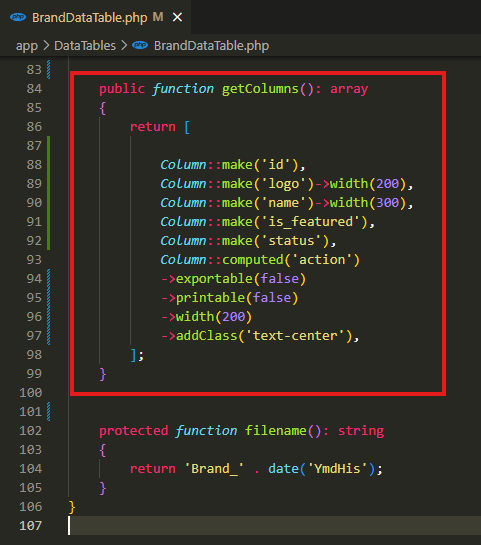 BrandDataTable.php M ×
app > DataTables > BrandDataTable.php
83
84 public function getColumns(): array
85 {
86 return [
87
88 Column::make('id'),
89 Column::make('logo')->width(200),
90 Column::make('name')->width(300),
91 Column::make('is_featured'),
92 Column::make('status'),
93 Column::computed('action')
94 ->exportable(false)
95 ->printable(false)
96 ->width(200)
97 ->addClass('text-center'),
98 ];
99 }
100
101
102 protected function filename(): string
103 {
104 return 'Brand_' . date('YmdHis');
105 }
106 }
107